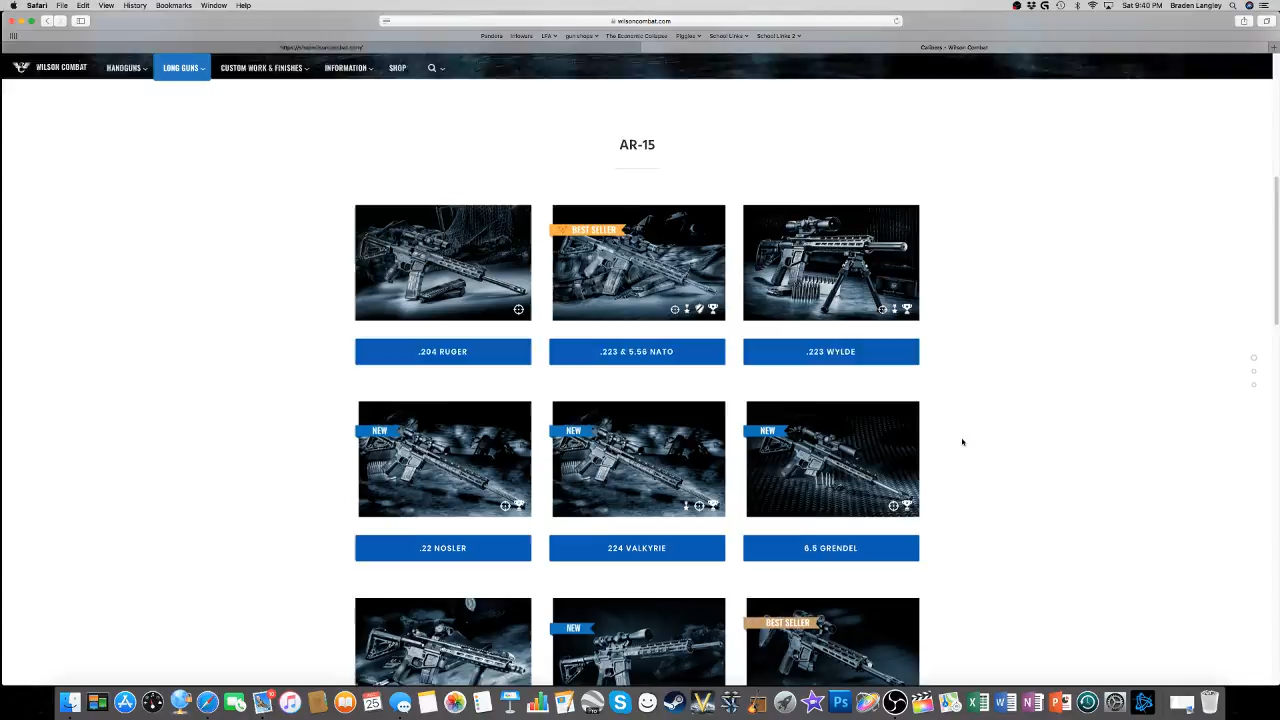 Safari File Edit View History Bookmarks Window Help Sat 9:40 PM Braden Langley
wilsoncombat.com
Pandora Infowars LFA gun shops The Economic Collapse Piggles School Links School Links 2
https://shopwilsoncombat.com/ Calibers - Wilson Combat
WILSON COMBAT HANDGUNS LONG GUNS CUSTOM WORK & FINISHES INFORMATION SHOP
AR-15
BEST SELLER
.204 RUGER .223 & 5.56 NATO .223 WYLDE
NEW NEW NEW
.22 NOSLER 224 VALKYRIE 6.5 GRENDEL
NEW BEST SELLER